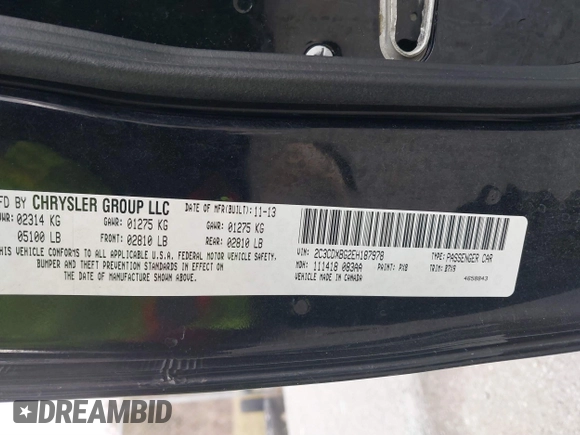 FD BY CHRYSLER GROUP LLC DATE OF MFR(BUILT): 11-13
WR: 02314 KG GAWR: 01275 KG GAWR: 01275 KG
05100 LB FRONT: 02810 LB REAR: 02810 LB
THIS VEHICLE CONFORMS TO ALL APPLICABLE U.S.A. FEDERAL MOTOR VEHICLE SAFETY,
BUMPER AND THEFT PREVENTION STANDARDS IN EFFECT ON
THE DATE OF MANUFACTURE SHOWN ABOVE.
VIN: 2C3CDXBG2EH187978 TYPE: PASSENGER CAR
MDH: 111418 083AA PAINT: PX8 TRIM: B7X9
VEHICLE MADE IN CANADA 4658043
DREAMBID